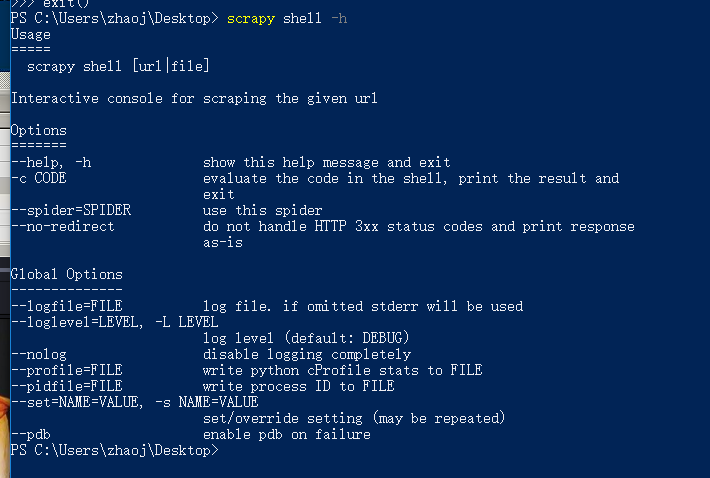 >>> exit()
PS C:\Users\zhaoj\Desktop> scrapy shell -h
Usage
=====
  scrapy shell [url|file]

Interactive console for scraping the given url

Options
=======
--help, -h              show this help message and exit
-c CODE                 evaluate the code in the shell, print the result and
                        exit
--spider=SPIDER         use this spider
--no-redirect           do not handle HTTP 3xx status codes and print response
                        as-is

Global Options
--------------
--logfile=FILE          log file. if omitted stderr will be used
--loglevel=LEVEL, -L LEVEL
                        log level (default: DEBUG)
--nolog                 disable logging completely
--profile=FILE          write python cProfile stats to FILE
--pidfile=FILE          write process ID to FILE
--set=NAME=VALUE, -s NAME=VALUE
                        set/override setting (may be repeated)
--pdb                   enable pdb on failure
PS C:\Users\zhaoj\Desktop>